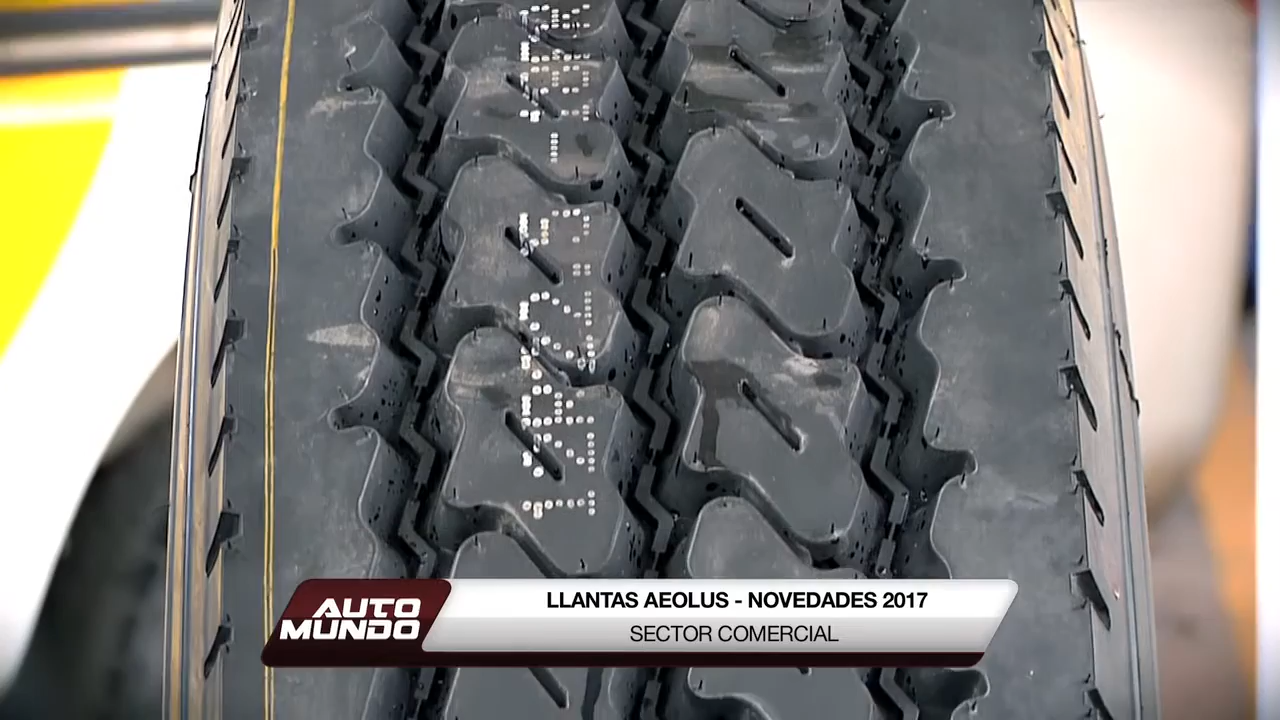 AUTO
MUNDO
LLANTAS AEOLUS - NOVEDADES 2017
SECTOR COMERCIAL